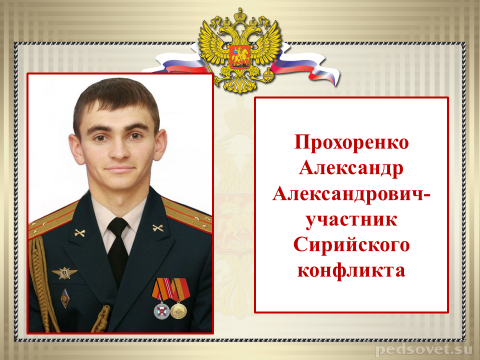 Прохоренко
Александр
Александрович-
участник
Сирийского
конфликта
pedsovet.su